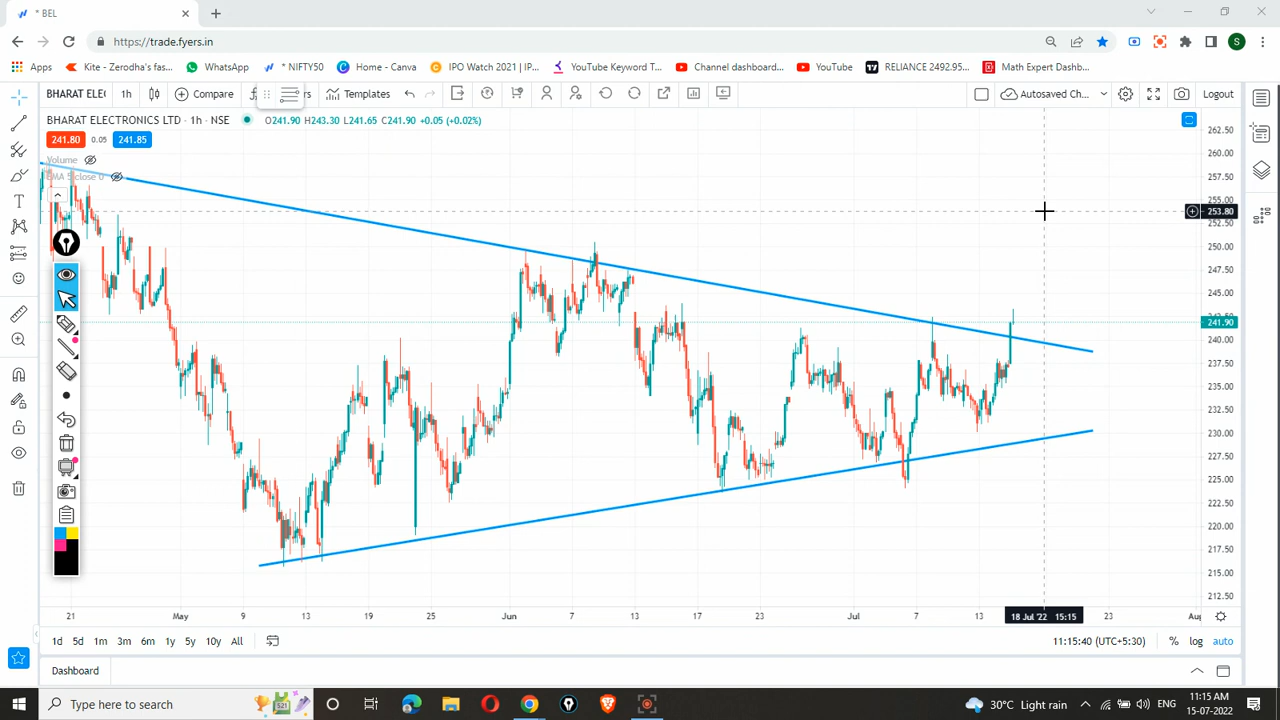 * BEL
https://trade.fyers.in
S
Apps
Kite - Zerodha's fas...
WhatsApp
* NIFTY50
Home - Canva
IPO Watch 2021 | IP...
YouTube Keyword T...
Channel dashboard...
YouTube
RELIANCE 2492.95...
Math Expert Dashb...
BHARAT ELEC
1h
Compare
Templates
Autosaved Ch...
Logout
BHARAT ELECTRONICS LTD · 1h · NSE
O241.90 H243.30 L241.65 C241.90 +0.05 (+0.02%)
241.80
0.05
241.85
Volume
EMA 5 close 0
262.50
260.00
257.50
255.00
253.80
252.50
250.00
247.50
245.00
241.90
240.00
237.50
235.00
232.50
230.00
227.50
225.00
222.50
220.00
217.50
215.00
212.50
21
May
9
13
19
25
Jun
7
13
17
23
Jul
7
13
18 Jul '22 15:15
23
Aug
1d
5d
1m
3m
6m
1y
5y
10y
All
11:15:40 (UTC+5:30)
%
log
auto
Dashboard
Type here to search
30°C Light rain
ENG
11:15 AM
15-07-2022